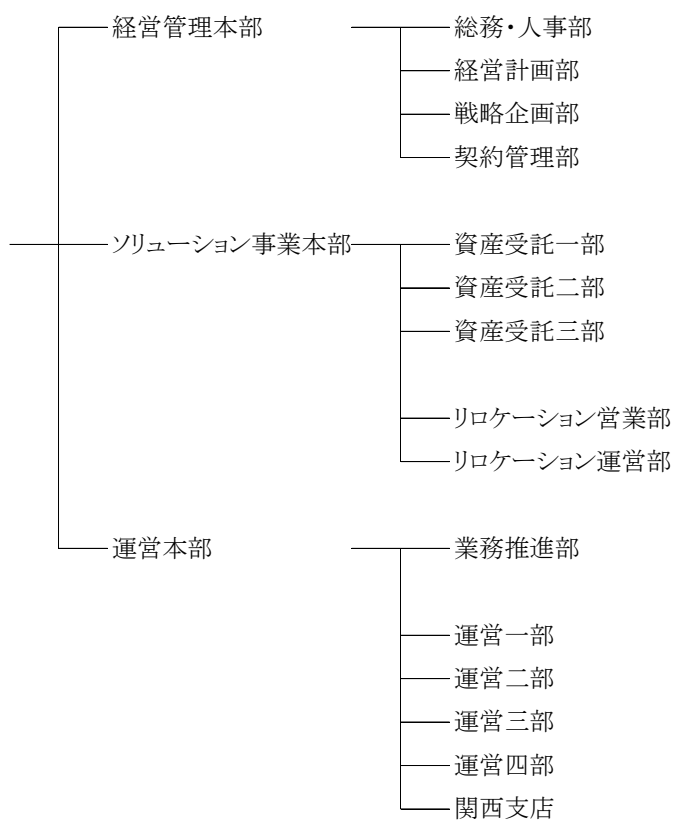 経営管理本部
総務・人事部
経営計画部
戦略企画部
契約管理部
ソリューション事業本部
資産受託一部
資産受託二部
資産受託三部
リロケーション営業部
リロケーション運営部
運営本部
業務推進部
運営一部
運営二部
運営三部
運営四部
関西支店